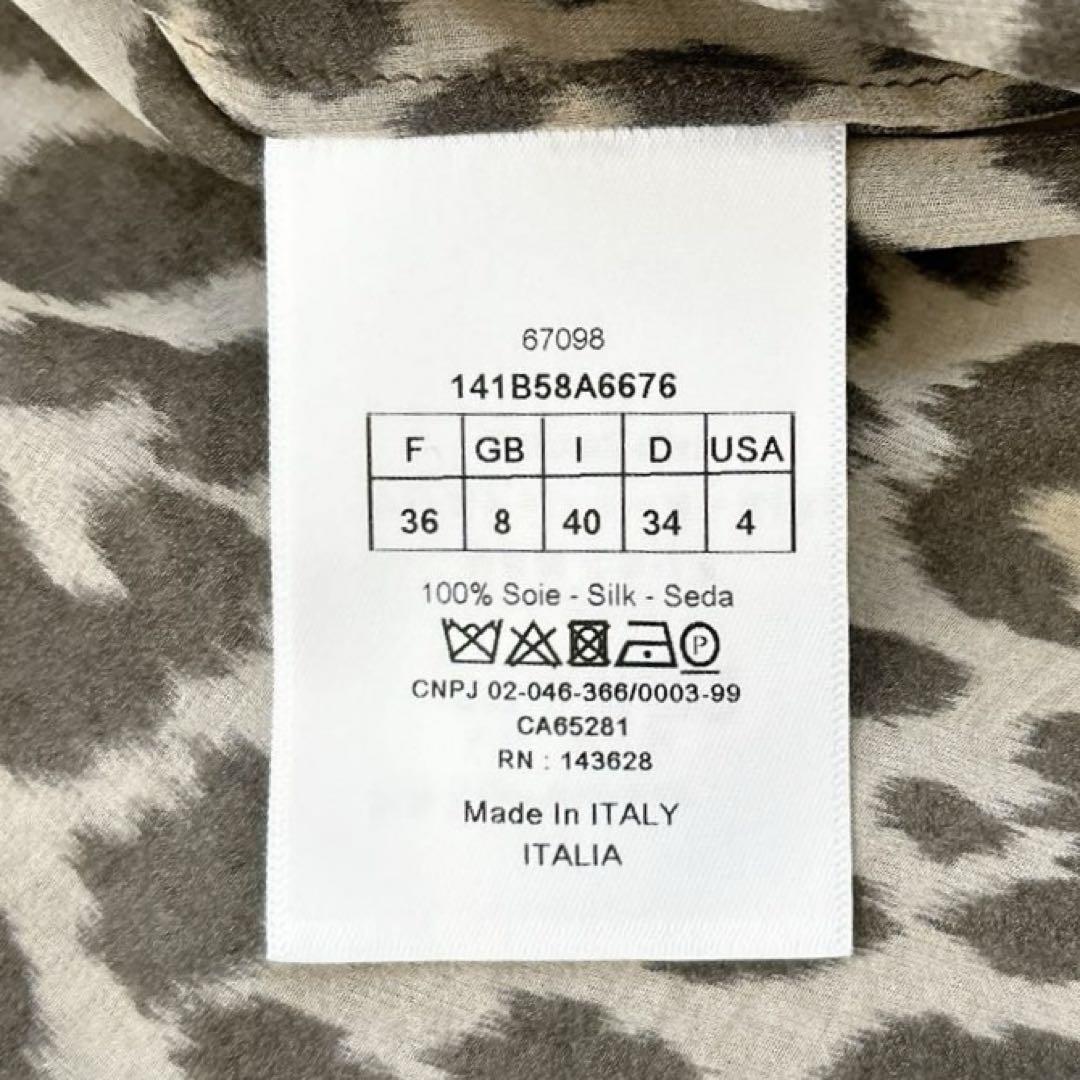 67098
141B58A6676
F GB I D USA
36 8 40 34 4
100% Soie - Silk - Seda
P
CNPJ 02-046-366/0003-99
CA65281
RN : 143628
Made In ITALY
ITALIA